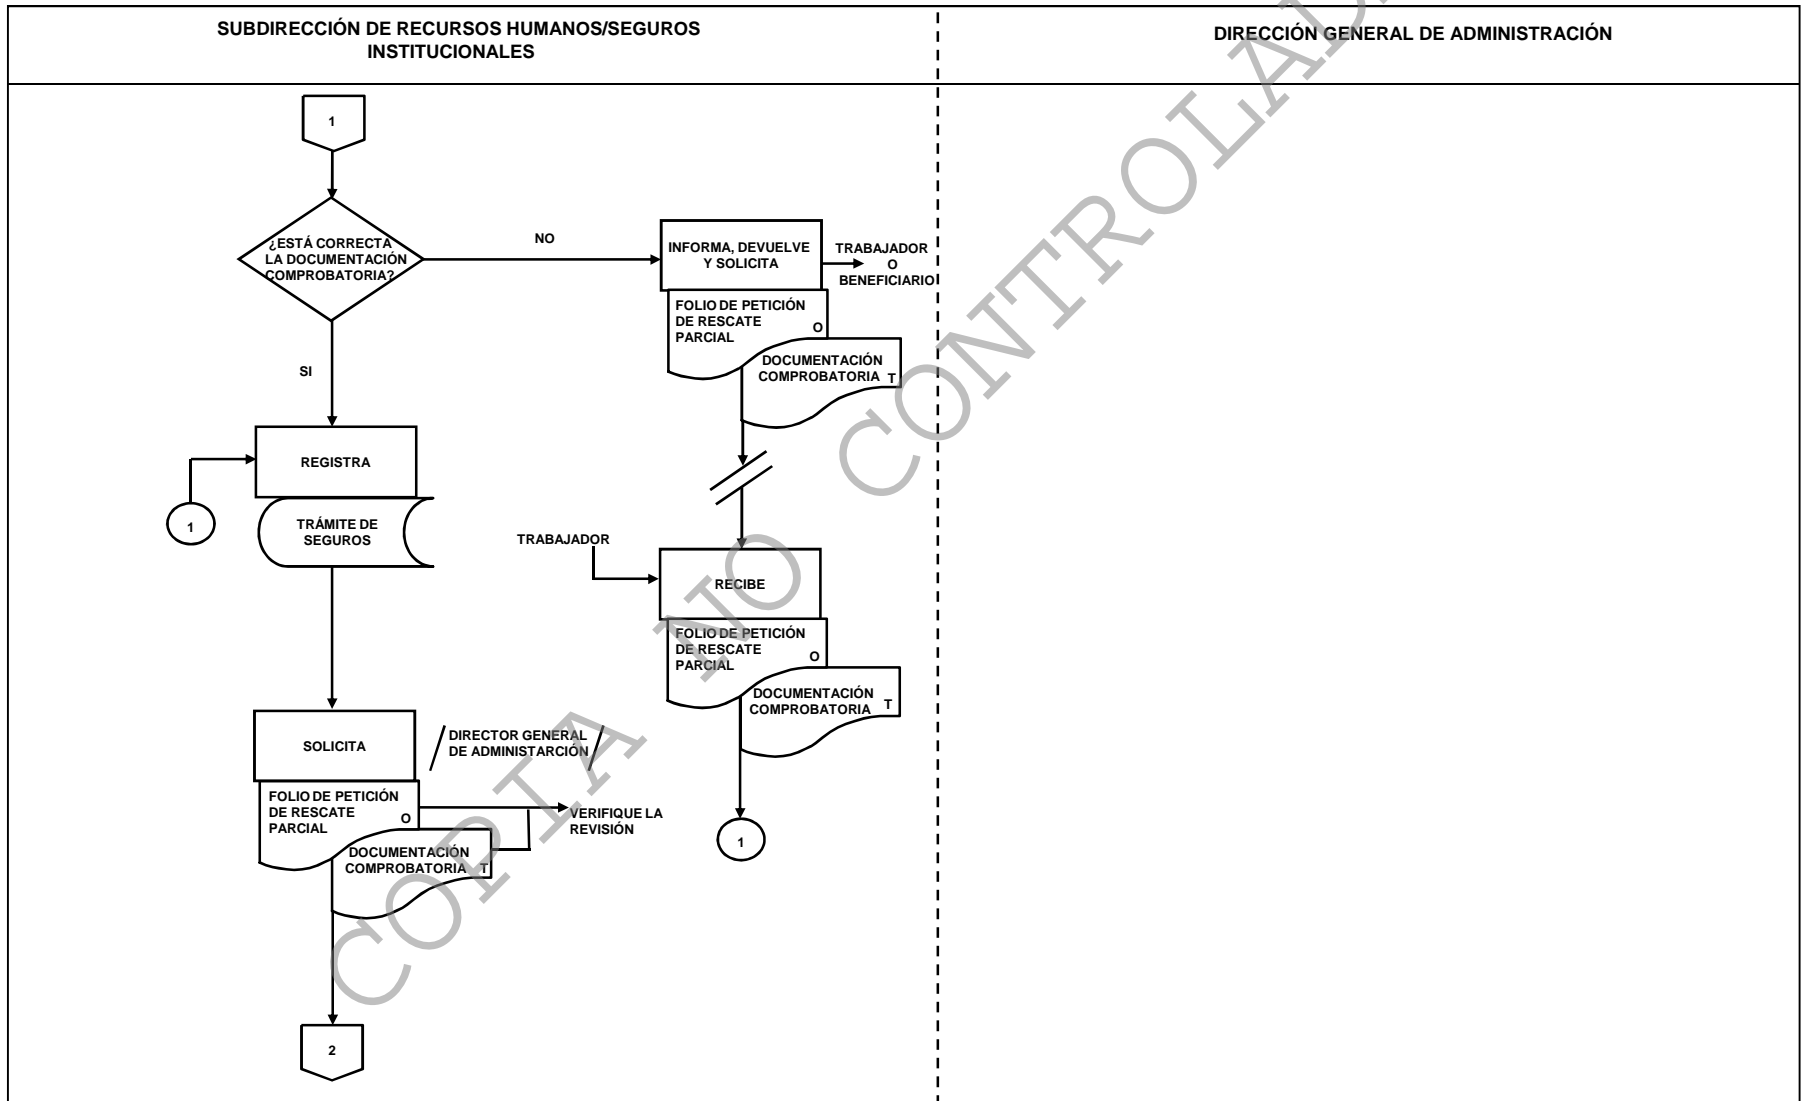 SUBDIRECCIÓN DE RECURSOS HUMANOS/SEGUROS
INSTITUCIONALES
DIRECCIÓN GENERAL DE ADMINISTRACIÓN
1
¿ESTÁ CORRECTA
LA DOCUMENTACIÓN
COMPROBATORIA?
NO
INFORMA, DEVUELVE
Y SOLICITA
TRABAJADOR
O
BENEFICIARIO
FOLIO DE PETICIÓN
DE RESCATE
PARCIAL
O
DOCUMENTACIÓN
COMPROBATORIA T
SI
REGISTRA
1
TRÁMITE DE
SEGUROS
TRABAJADOR
RECIBE
FOLIO DE PETICIÓN
DE RESCATE
PARCIAL
O
DOCUMENTACIÓN
COMPROBATORIA T
1
SOLICITA
DIRECTOR GENERAL
DE ADMINISTARCIÓN
FOLIO DE PETICIÓN
DE RESCATE
PARCIAL
O
DOCUMENTACIÓN
COMPROBATORIA T
VERIFIQUE LA
REVISIÓN
2
COPIA NO CONTROLAD